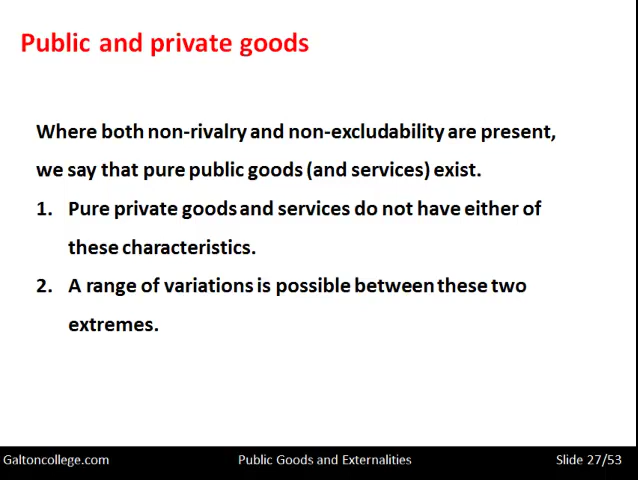 Public and private goods
Where both non-rivalry and non-excludability are present,
we say that pure public goods (and services) exist.
1. Pure private goods and services do not have either of
these characteristics.
2. A range of variations is possible between these two
extremes.
Galtoncollege.com
Public Goods and Externalities
Slide 27/53